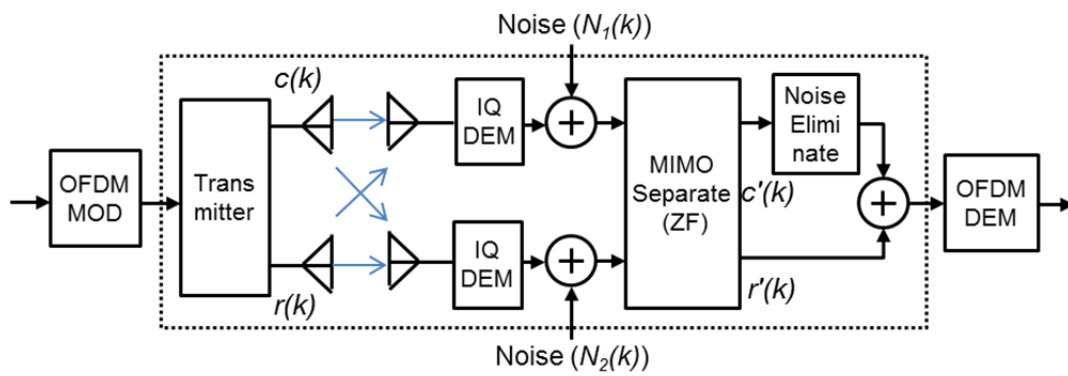 Noise (N₁(k))
c(k)
IQ
DEM
Noise
Elimi
nate
OFDM
MOD
Trans
mitter
MIMO
Separate
(ZF)
c'(k)
OFDM
DEM
IQ
DEM
r(k)
r'(k)
Noise (N₂(k))